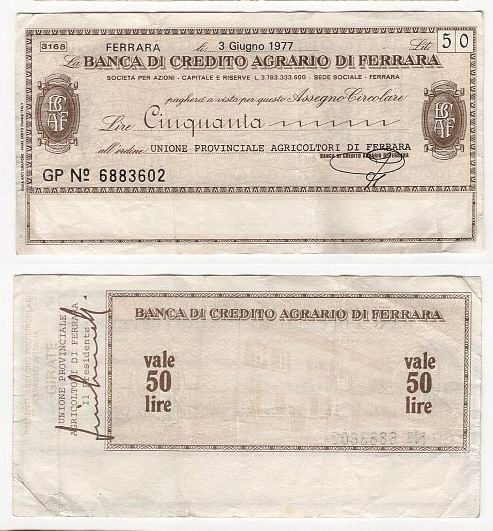 3168 FERRARA li 3 Giugno 1977 Lit. 50
La BANCA DI CREDITO AGRARIO DI FERRARA
SOCIETÀ PER AZIONI - CAPITALE E RISERVE L. 3.783.333.600 - SEDE SOCIALE - FERRARA
pagherà a vista per questo Assegno Circolare
Lire Cinquanta
all'ordine UNIONE PROVINCIALE AGRICOLTORI DI FERRARA
BANCA DI CREDITO AGRARIO DI FERRARA
GP Nº 6883602
BANCA DI CREDITO AGRARIO DI FERRARA
vale
50
lire
vale
50
lire
GIRATE
UNIONE PROVINCIALE
AGRICOLTORI DI FERRARA
Il Presidente